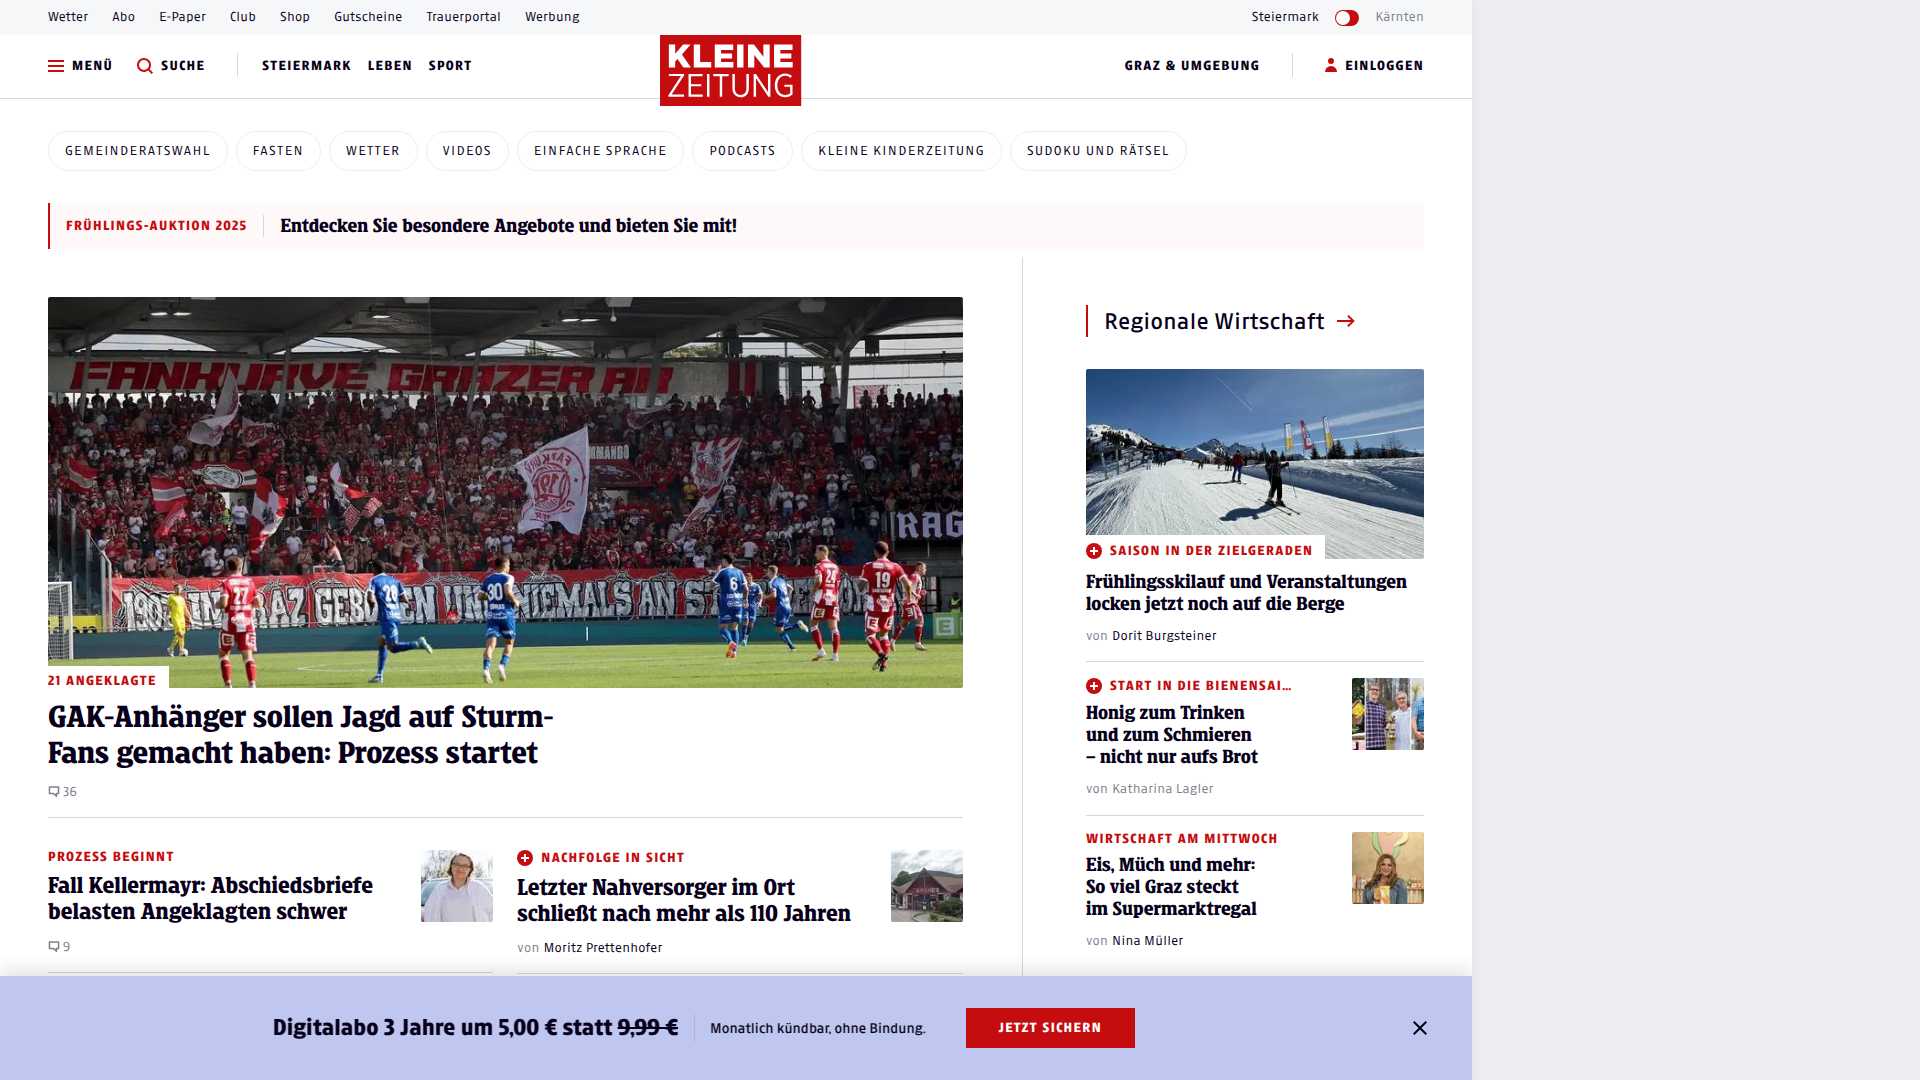 Wetter Abo E-Paper Club Shop Gutscheine Trauerportal Werbung Steiermark Kärnten
MENÜ SUCHE STEIERMARK LEBEN SPORT KLEINE ZEITUNG GRAZ & UMGEBUNG EINLOGGEN
GEMEINDERATSWAHL FASTEN WETTER VIDEOS EINFACHE SPRACHE PODCASTS KLEINE KINDERZEITUNG SUDOKU UND RÄTSEL
FRÜHLINGS-AUKTION 2025 Entdecken Sie besondere Angebote und bieten Sie mit!
21 ANGEKLAGTE
GAK-Anhänger sollen Jagd auf Sturm-
Fans gemacht haben: Prozess startet
36
PROZESS BEGINNT
Fall Kellermayr: Abschiedsbriefe
belasten Angeklagten schwer
9
NACHFOLGE IN SICHT
Letzter Nahversorger im Ort
schließt nach mehr als 110 Jahren
von Moritz Prettenhofer
Regionale Wirtschaft
SAISON IN DER ZIELGERADEN
Frühlingsskilauf und Veranstaltungen
locken jetzt noch auf die Berge
von Dorit Burgsteiner
START IN DIE BIENENSAI...
Honig zum Trinken
und zum Schmieren
– nicht nur aufs Brot
von Katharina Lagler
WIRTSCHAFT AM MITTWOCH
Eis, Müch und mehr:
So viel Graz steckt
im Supermarktregal
von Nina Müller
Digitalabo 3 Jahre um 5,00 € statt 9,99 € Monatlich kündbar, ohne Bindung. JETZT SICHERN